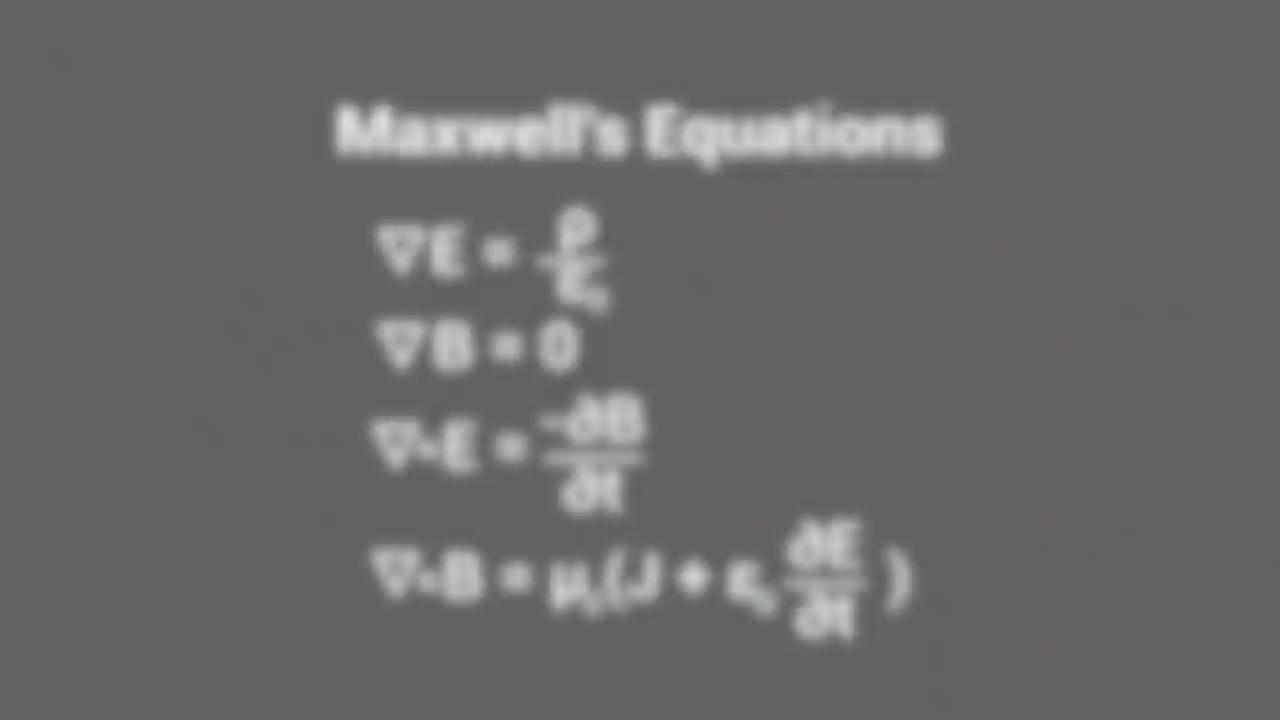 Maxwell's Equations
∇E = ρ/ε₀
∇B = 0
∇×E = -∂B/∂t
∇×B = μ₀(J + ε₀ ∂E/∂t )